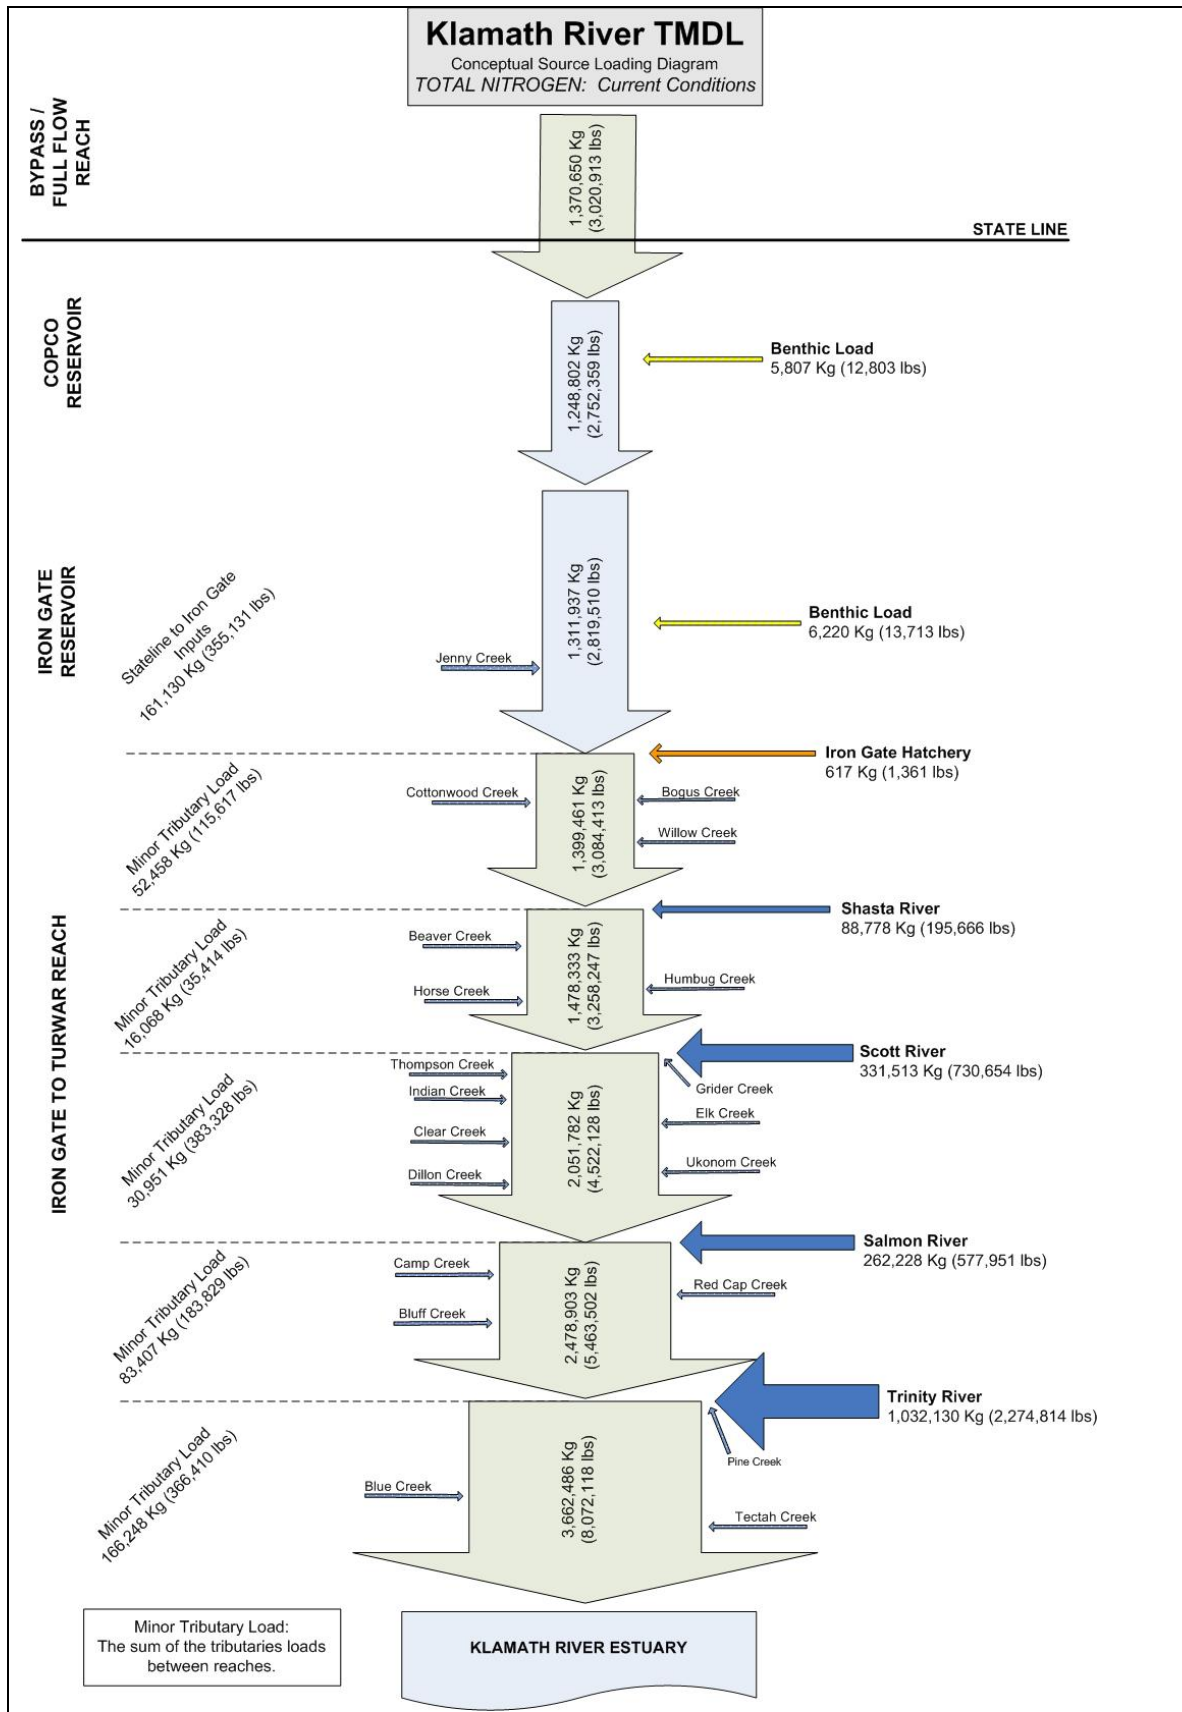 Klamath River TMDL
Conceptual Source Loading Diagram
TOTAL NITROGEN: Current Conditions
BYPASS /
FULL FLOW
REACH
1,370,650 Kg
(3,020,913 lbs)
STATE LINE
COPCO
RESERVOIR
1,248,802 Kg
(2,752,359 lbs)
Benthic Load
5,807 Kg (12,803 lbs)
IRON GATE
RESERVOIR
Stateline to Iron Gate
Inputs
161,130 Kg (355,131 lbs)
1,311,937 Kg
(2,819,510 lbs)
Benthic Load
6,220 Kg (13,713 lbs)
Jenny Creek
IRON GATE TO TURWAR REACH
Iron Gate Hatchery
617 Kg (1,361 lbs)
Minor Tributary Load
52,458 Kg (115,617 lbs)
Cottonwood Creek
1,399,461 Kg
(3,084,413 lbs)
Bogus Creek
Willow Creek
Shasta River
88,778 Kg (195,666 lbs)
Minor Tributary Load
16,068 Kg (35,414 lbs)
Beaver Creek
Horse Creek
1,478,333 Kg
(3,258,247 lbs)
Humbug Creek
Scott River
331,513 Kg (730,654 lbs)
Minor Tributary Load
30,951 Kg (383,328 lbs)
Thompson Creek
Indian Creek
Clear Creek
Dillon Creek
2,051,782 Kg
(4,522,128 lbs)
Grider Creek
Elk Creek
Ukonom Creek
Salmon River
262,228 Kg (577,951 lbs)
Minor Tributary Load
83,407 Kg (183,829 lbs)
Camp Creek
Bluff Creek
2,478,903 Kg
(5,463,502 lbs)
Red Cap Creek
Trinity River
1,032,130 Kg (2,274,814 lbs)
Minor Tributary Load
166,248 Kg (366,410 lbs)
Blue Creek
3,662,486 Kg
(8,072,118 lbs)
Pine Creek
Tectah Creek
Minor Tributary Load:
The sum of the tributaries loads
between reaches.
KLAMATH RIVER ESTUARY